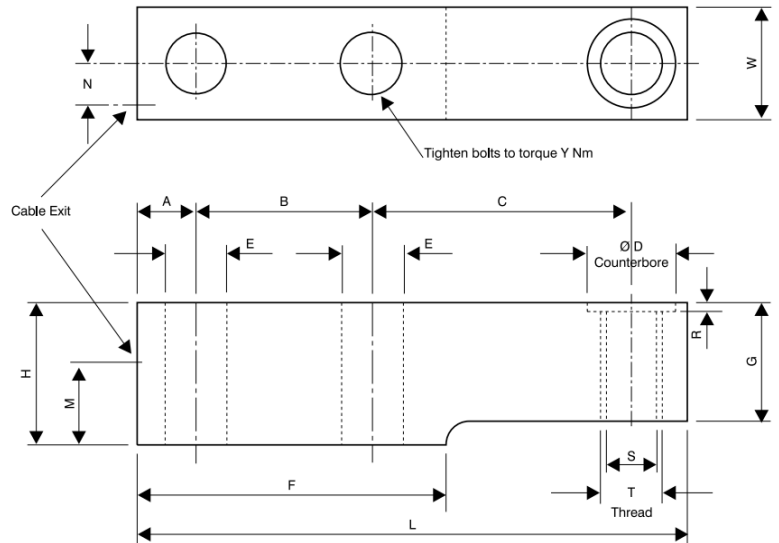 N
W
Tighten bolts to torque Y Nm
Cable Exit
A
B
C
E
E
Ø D
Counterbore
H
M
R
G
F
S
T
Thread
L